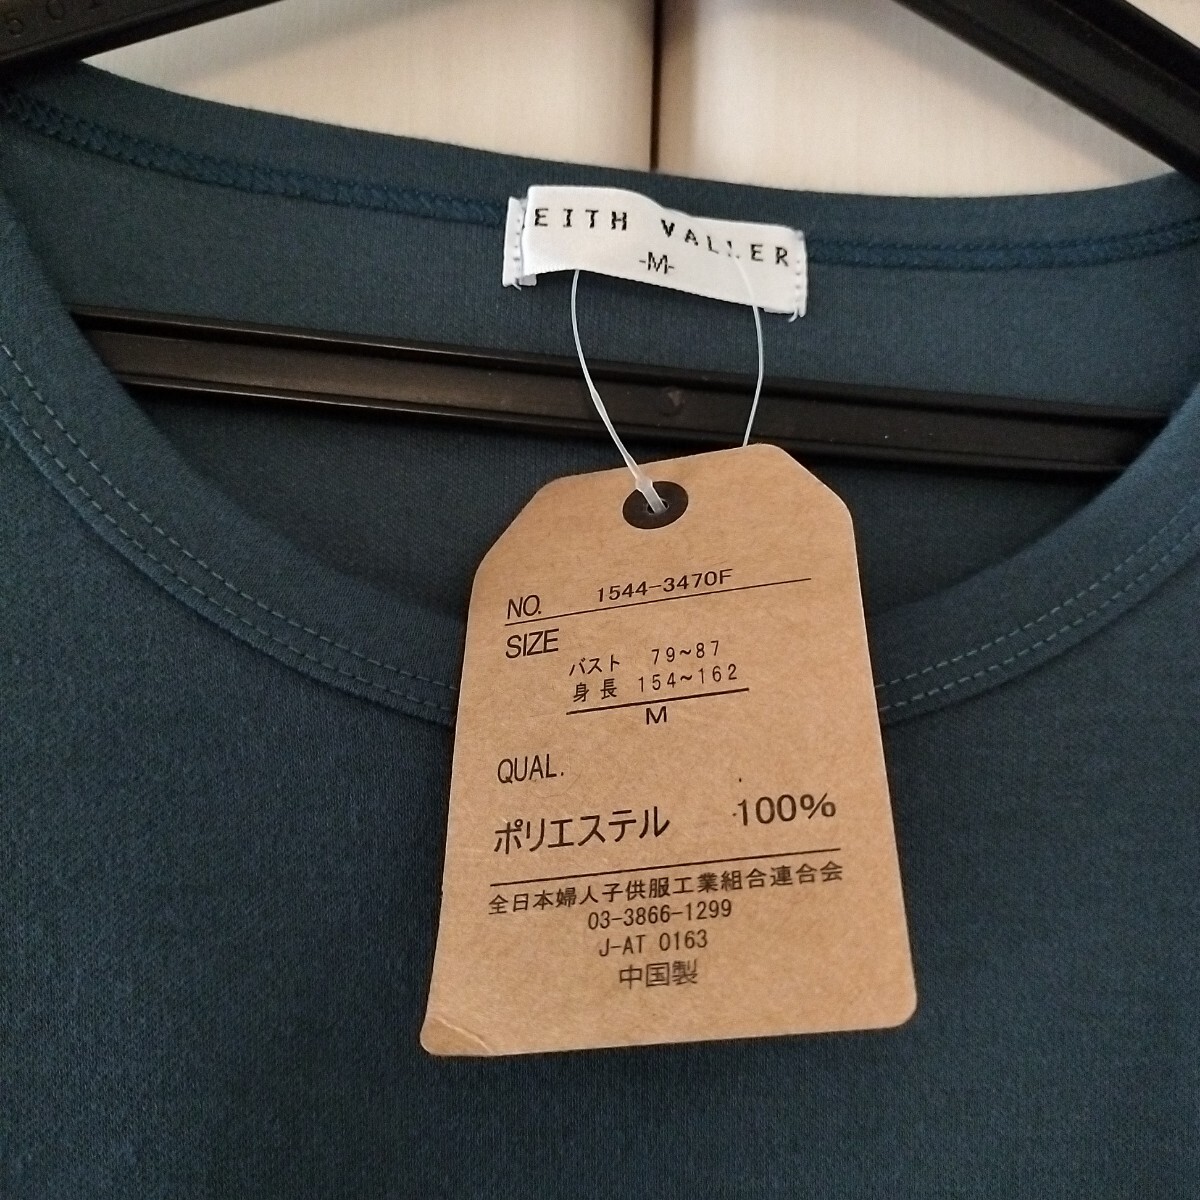 EITH VALLER
-M-
NO. 1544-3470F
SIZE
バスト 79~87
身長 154~162
M
QUAL.
ポリエステル 100%
全日本婦人子供服工業組合連合会
03-3866-1299
J-AT 0163
中国製